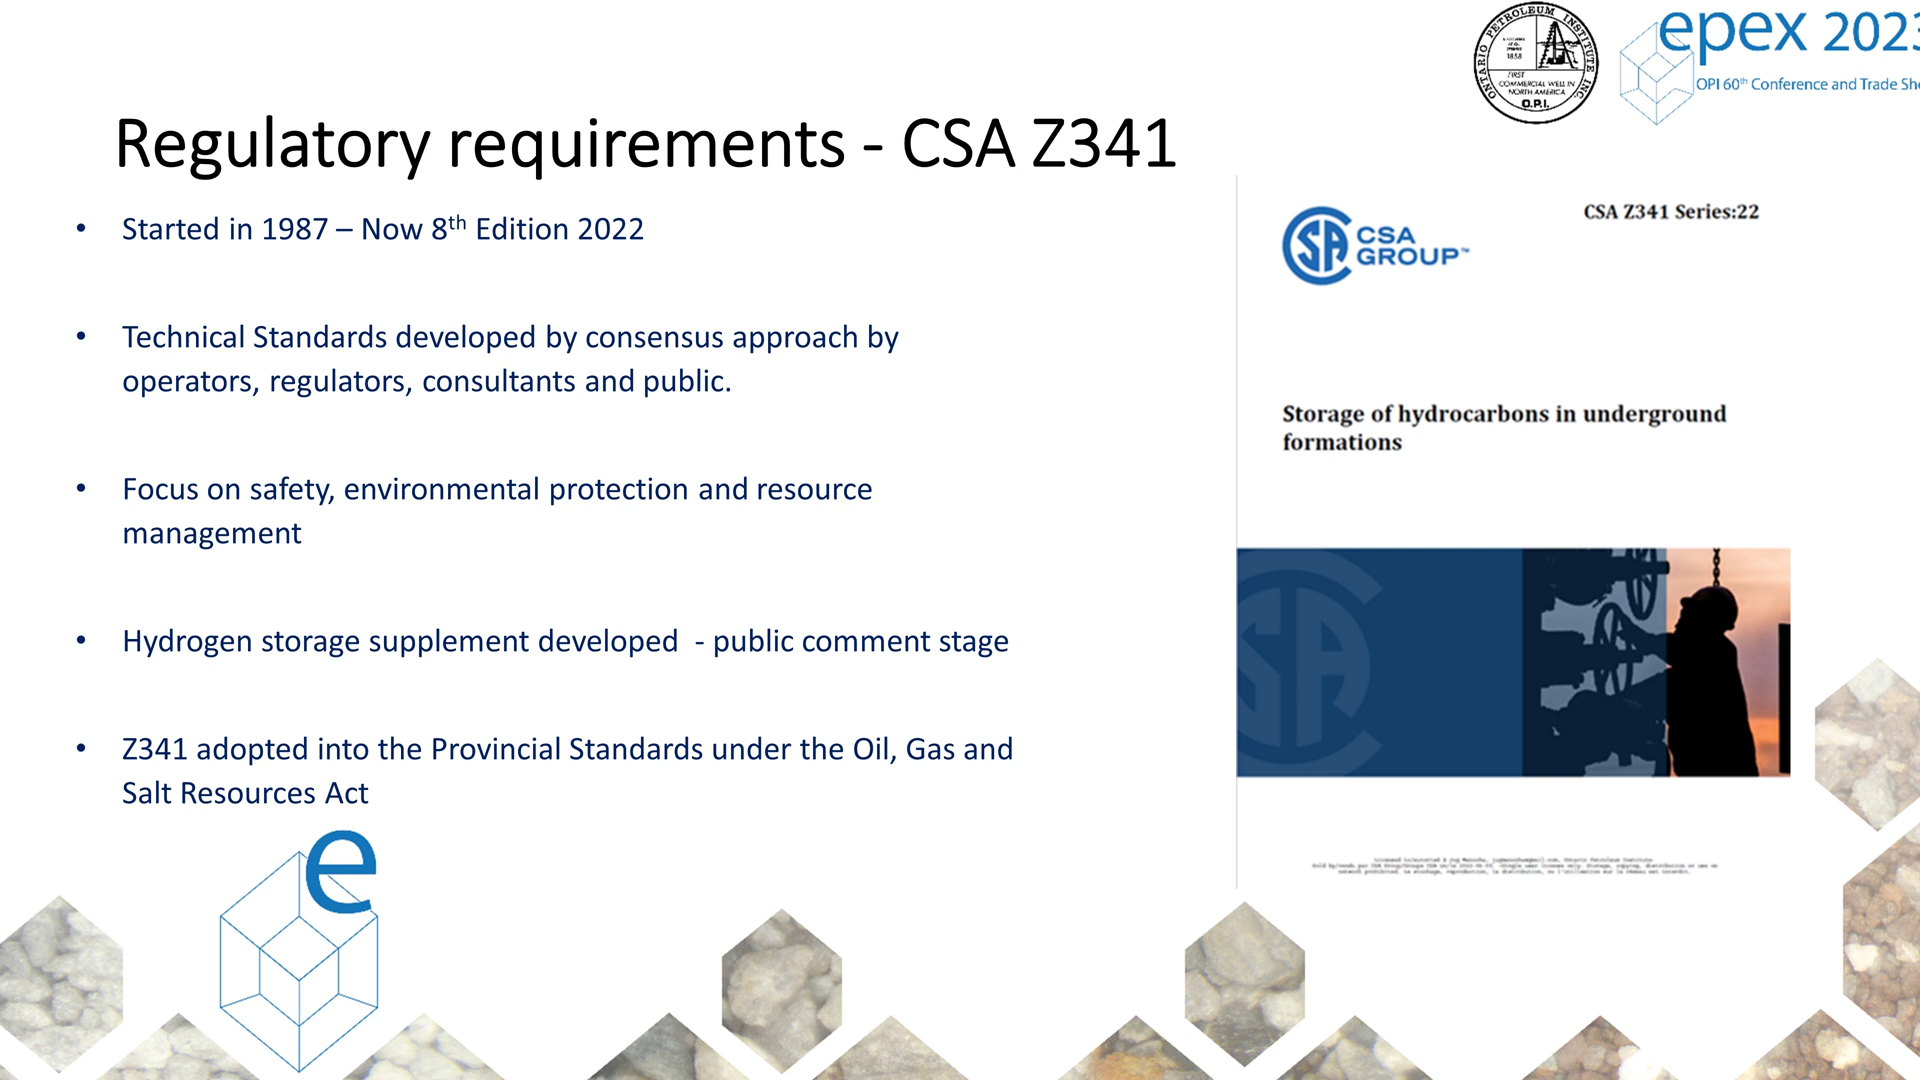 ONTARIO PETROLEUM INSTITUTE INC.
1858
FIRST
COMMERCIAL WELL IN
NORTH AMERICA
O.P.I.
epex 2023
OPI 60th Conference and Trade Sho
Regulatory requirements - CSA Z341
• Started in 1987 – Now 8th Edition 2022
• Technical Standards developed by consensus approach by
operators, regulators, consultants and public.
• Focus on safety, environmental protection and resource
management
• Hydrogen storage supplement developed  - public comment stage
• Z341 adopted into the Provincial Standards under the Oil, Gas and
Salt Resources Act
CSA
GROUP™
CSA Z341 Series:22
Storage of hydrocarbons in underground
formations
e